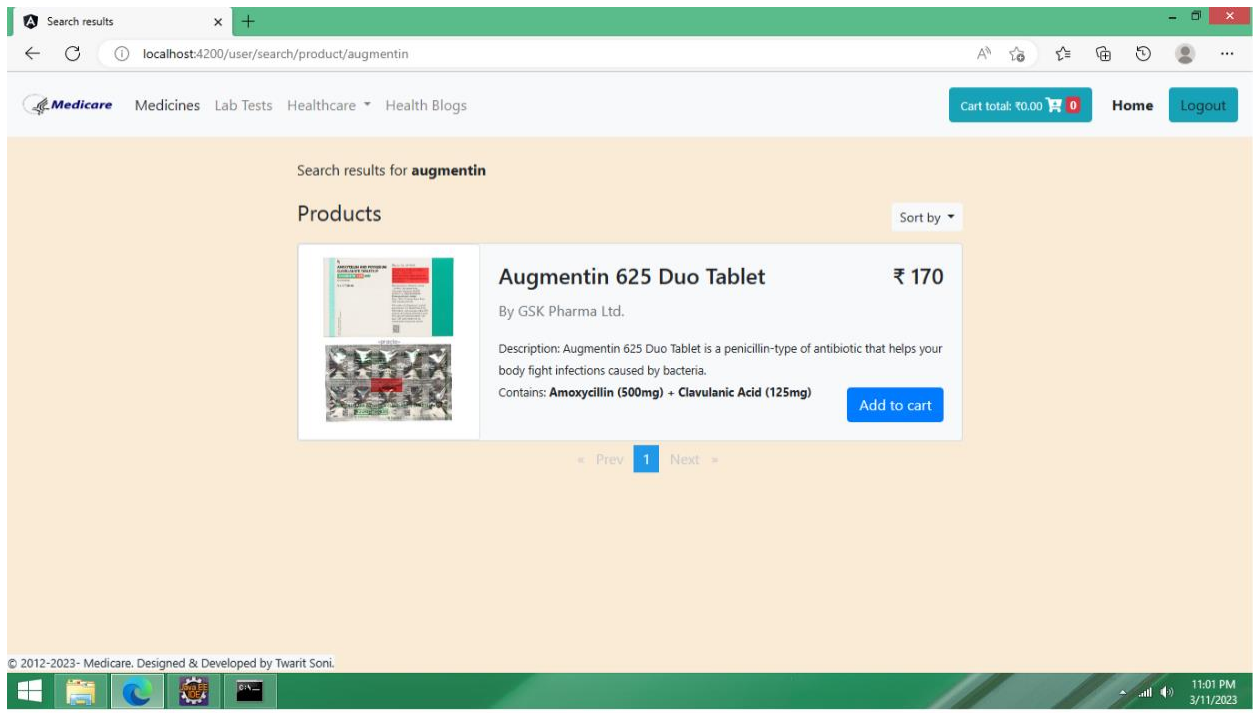 Search results
localhost:4200/user/search/product/augmentin
Medicare Medicines Lab Tests Healthcare Health Blogs Cart total: ₹0.00 0 Home Logout
Search results for augmentin
Products Sort by
Augmentin 625 Duo Tablet ₹ 170
By GSK Pharma Ltd.
Description: Augmentin 625 Duo Tablet is a penicillin-type of antibiotic that helps your
body fight infections caused by bacteria.
Contains: Amoxycillin (500mg) + Clavulanic Acid (125mg)
Add to cart
-practo-
« Prev 1 Next »
© 2012-2023- Medicare. Designed & Developed by Twarit Soni.
Java EE
IDE
C:\
11:01 PM
3/11/2023